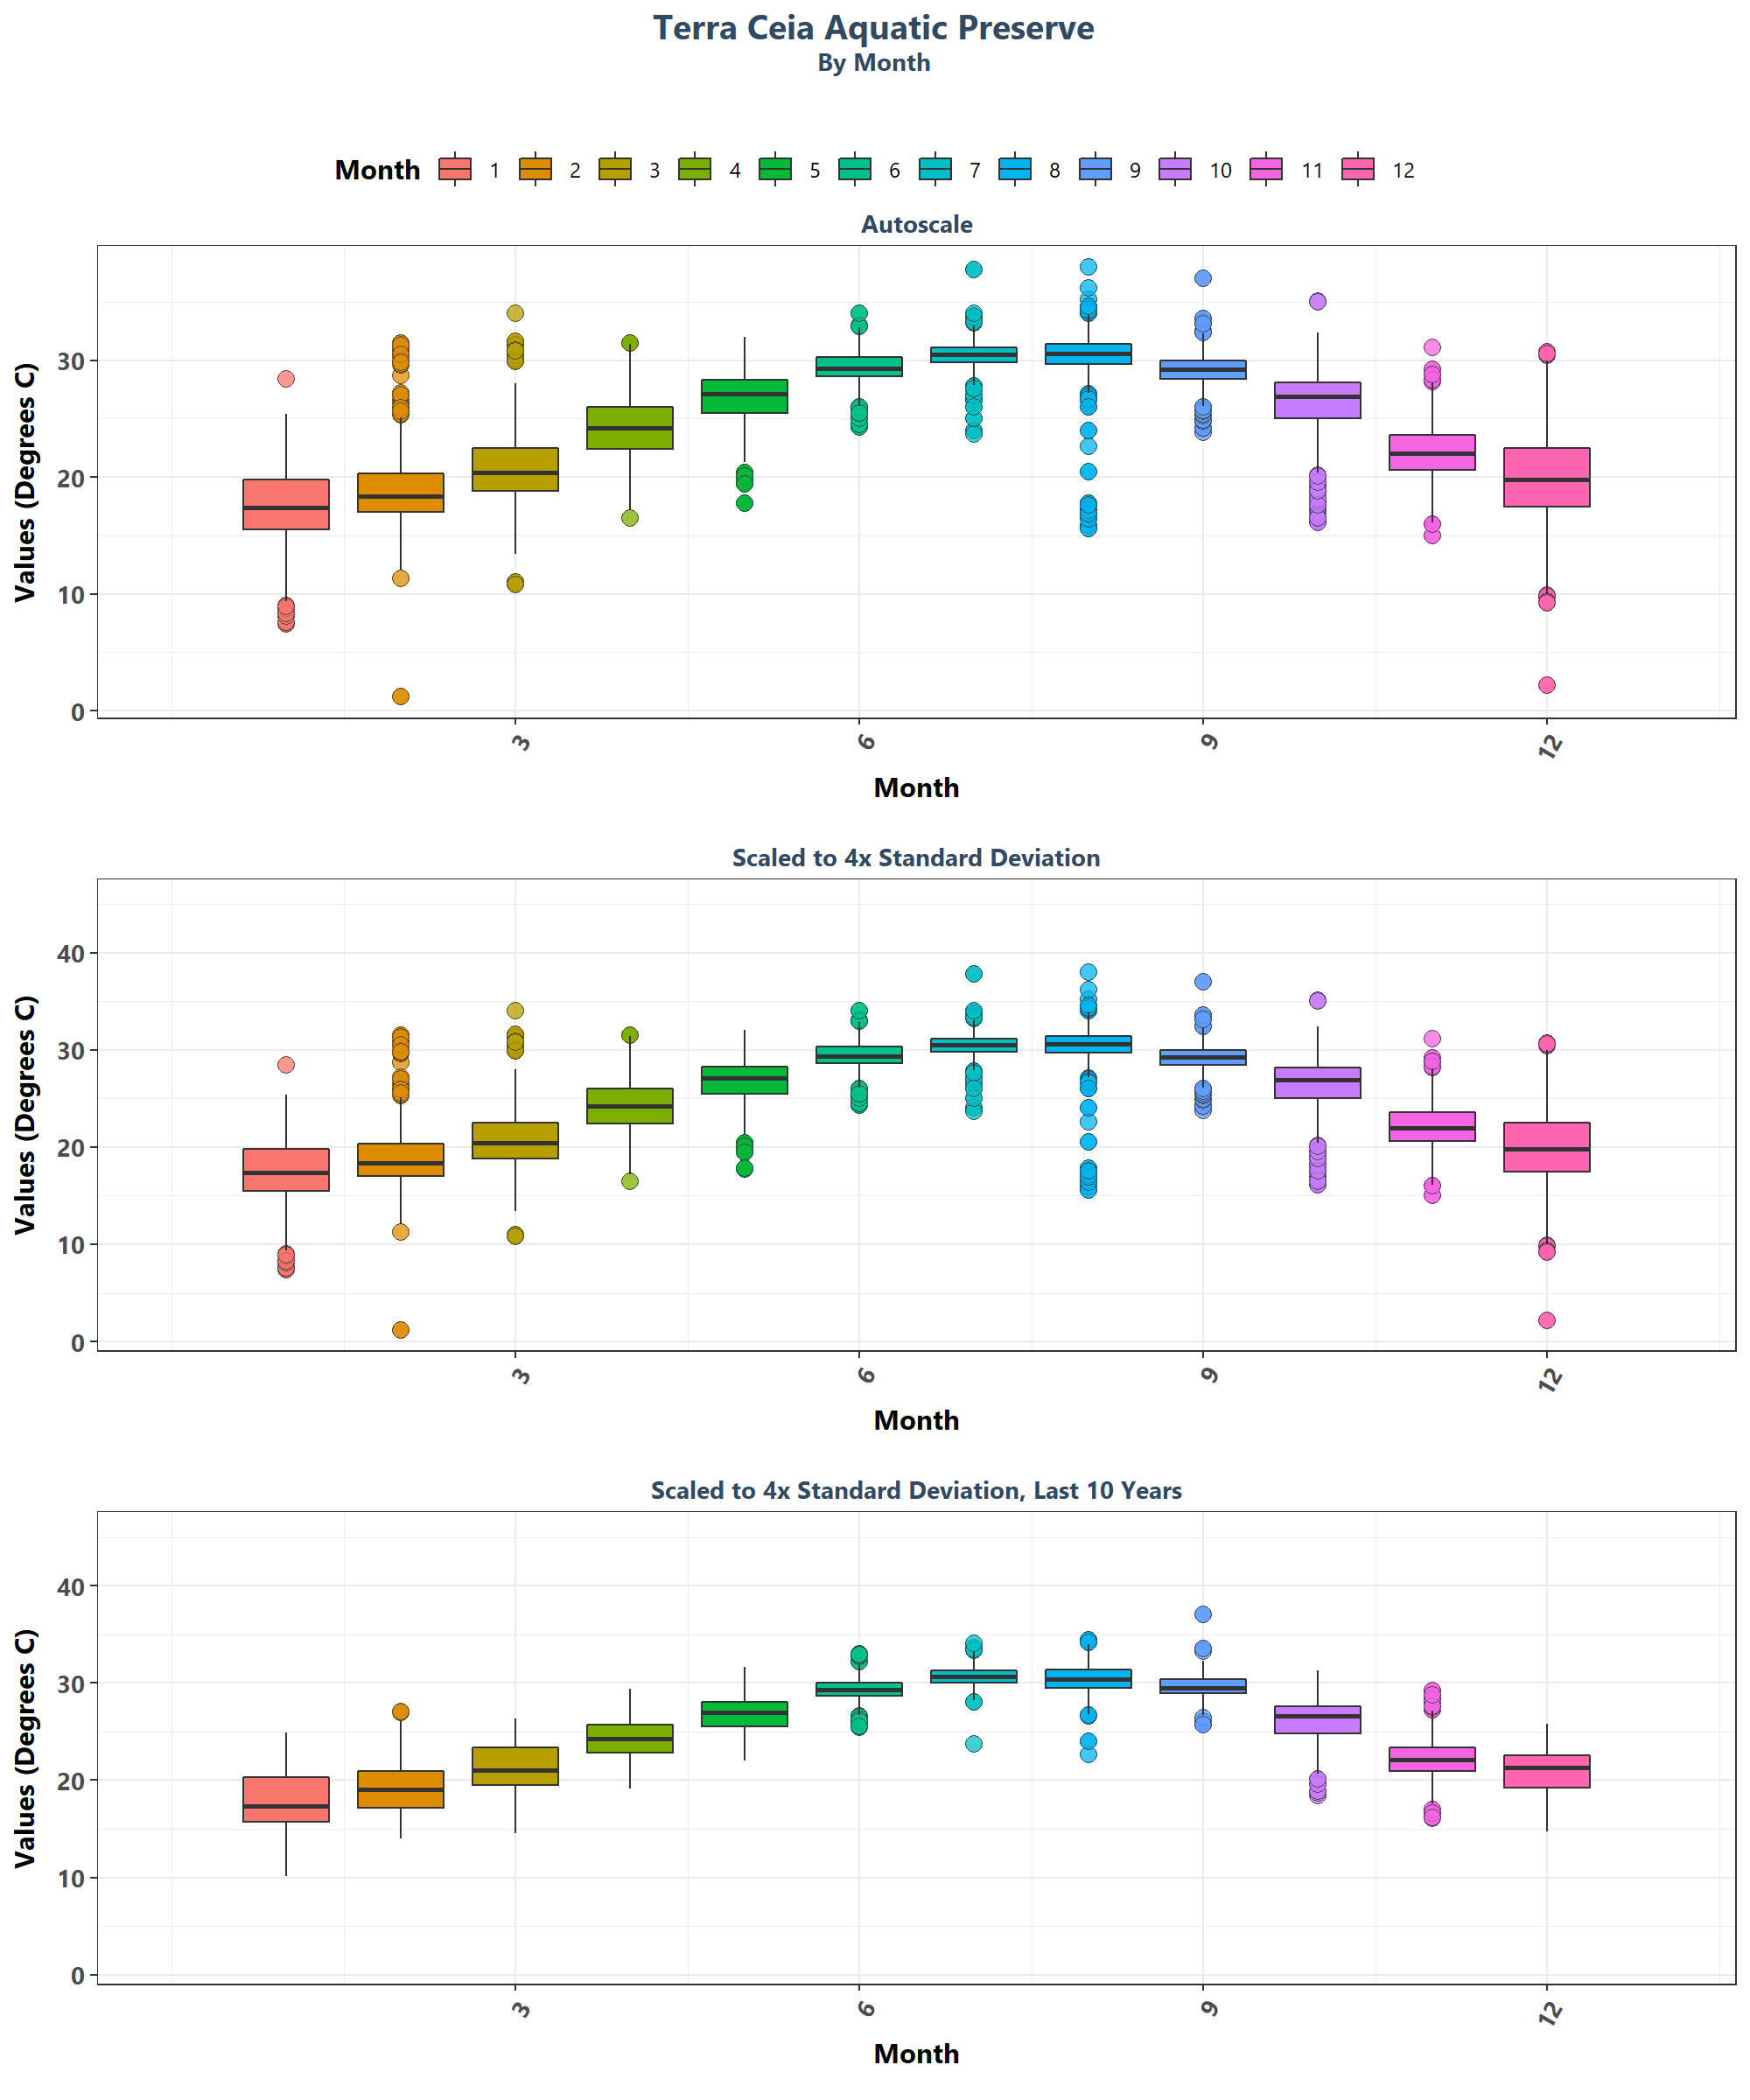 Terra Ceia Aquatic Preserve
By Month
Month 1 2 3 4 5 6 7 8 9 10 11 12
Autoscale
Values (Degrees C)
30
20
10
0
3 6 9 12
Month
Scaled to 4x Standard Deviation
Values (Degrees C)
40
30
20
10
0
3 6 9 12
Month
Scaled to 4x Standard Deviation, Last 10 Years
Values (Degrees C)
40
30
20
10
0
3 6 9 12
Month